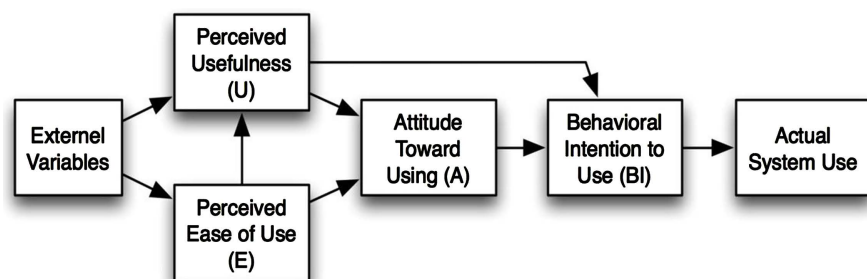 Perceived
Usefulness
(U)
Externel
Variables
Perceived
Ease of Use
(E)
Attitude
Toward
Using (A)
Behavioral
Intention to
Use (BI)
Actual
System Use